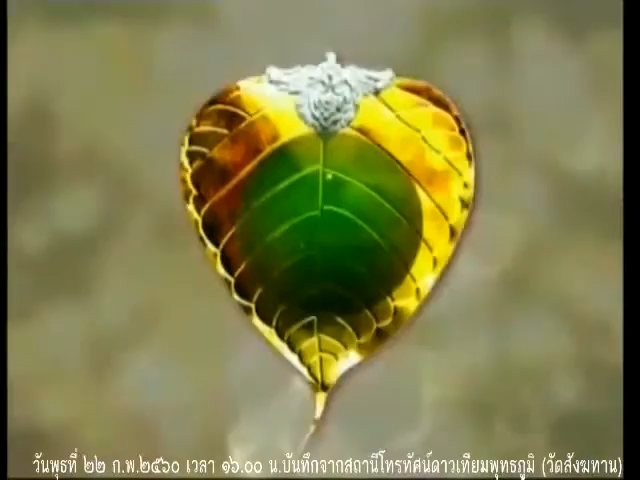 วันพุธที่ ๒๒ ก.พ.๒๕๖๐ เวลา ๑๖.๐๐ น.บันทึกจากสถานีโทรทัศน์ดาวเทียมพุทธภูมิ (วัดสังฆทาน)